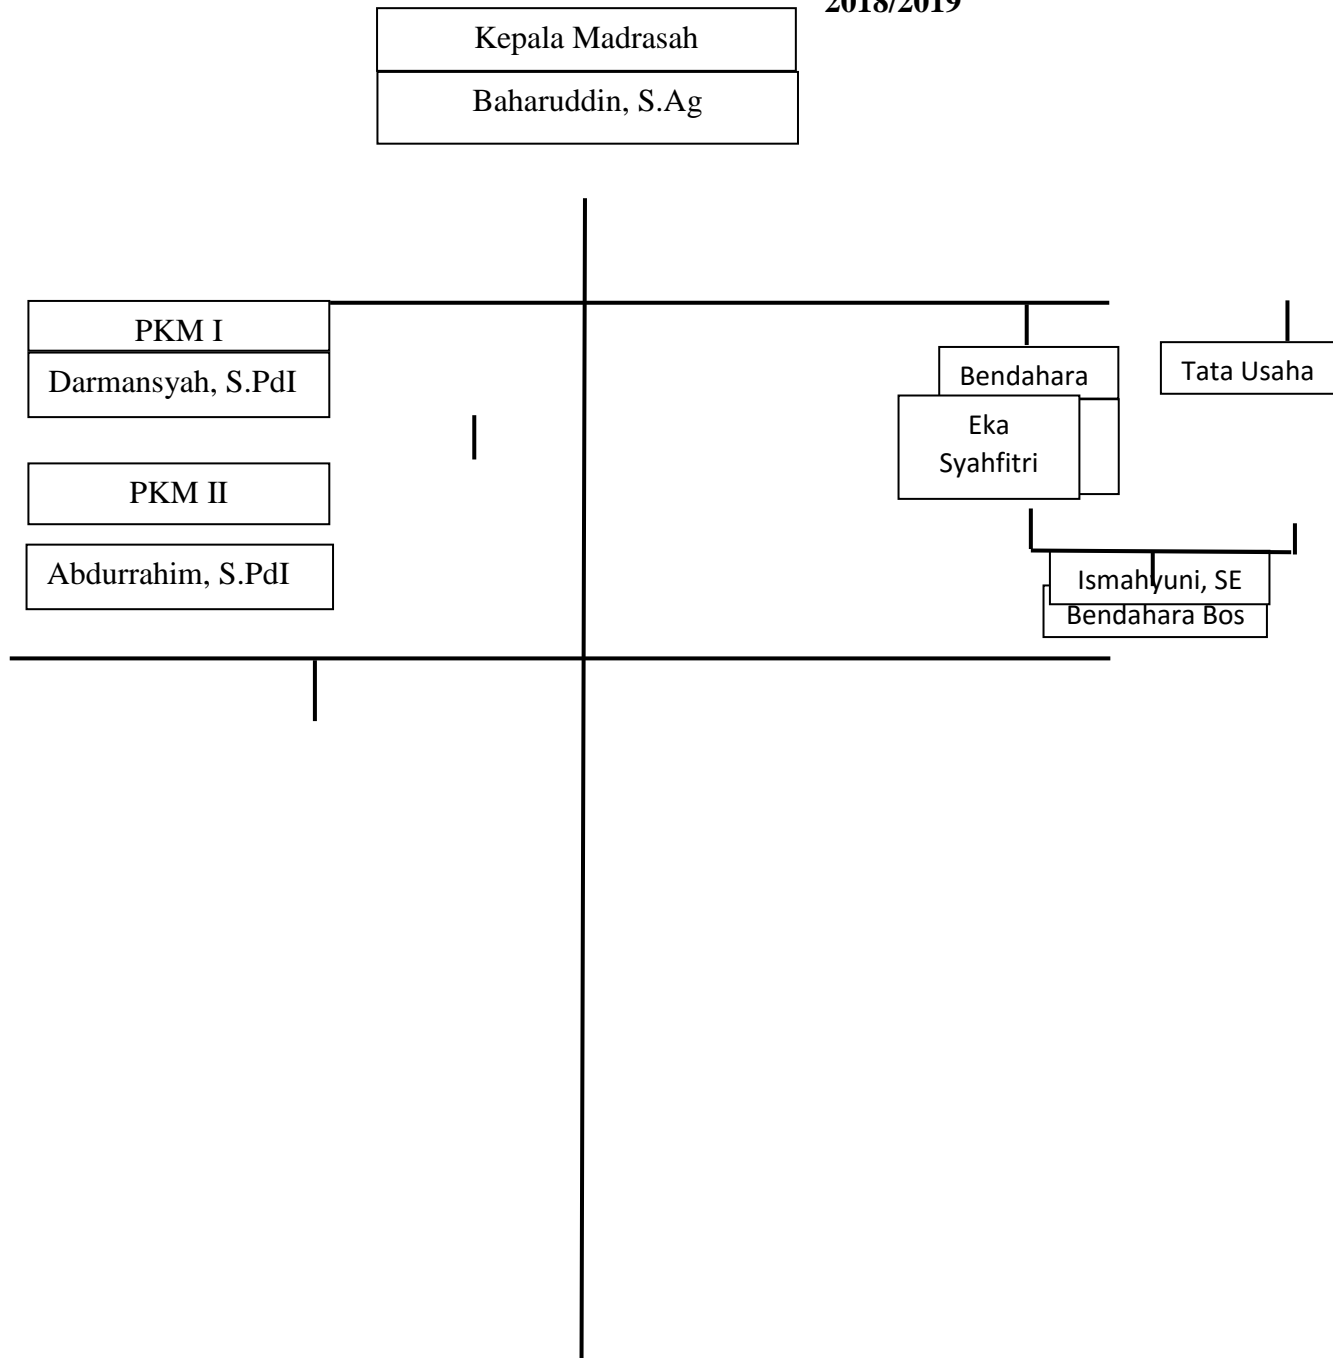 2018/2019
Kepala Madrasah
Baharuddin, S.Ag
PKM I
Darmansyah, S.PdI
PKM II
Abdurrahim, S.PdI
Bendahara
Eka
Syahfitri
Tata Usaha
Ismahyuni, SE
Bendahara Bos